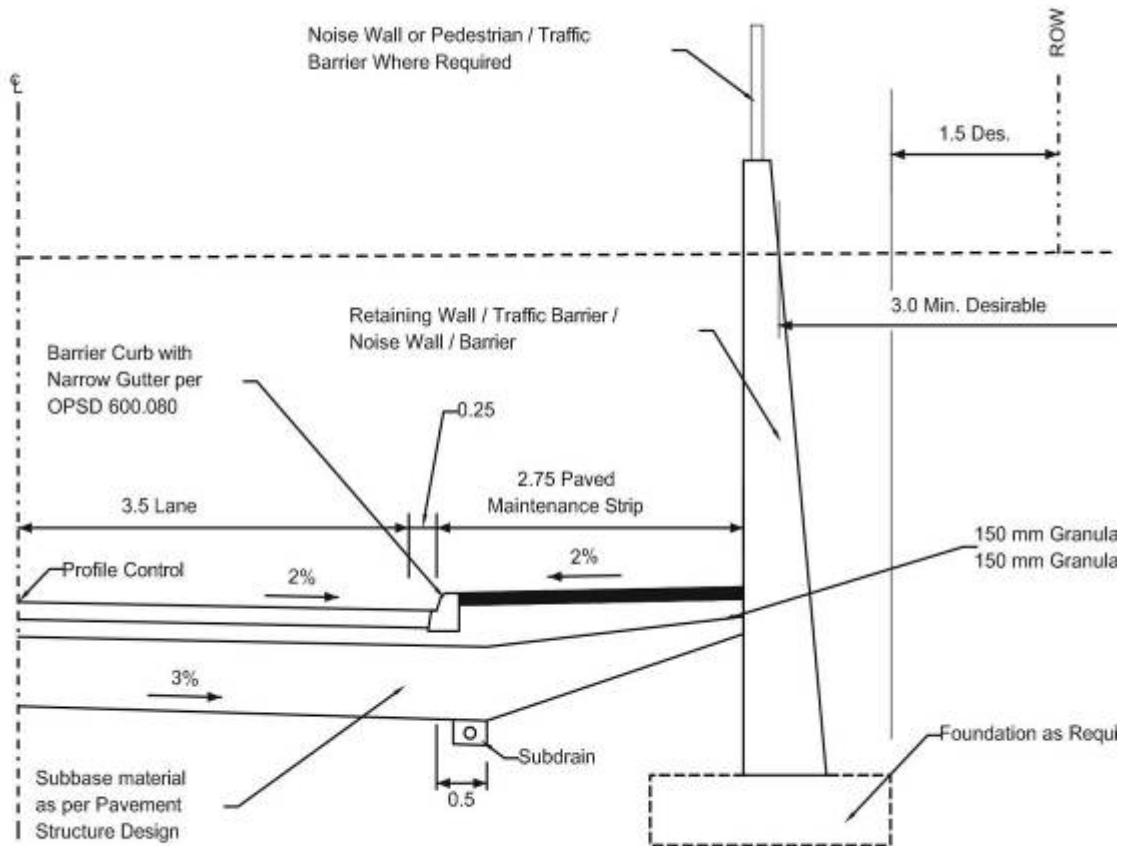 Noise Wall or Pedestrian / Traffic
Barrier Where Required
ROW
℄
1.5 Des.
3.0 Min. Desirable
Retaining Wall / Traffic Barrier /
Noise Wall / Barrier
Barrier Curb with
Narrow Gutter per
OPSD 600.080
0.25
2.75 Paved
Maintenance Strip
3.5 Lane
150 mm Granula
150 mm Granula
Profile Control
2%
2%
3%
Subdrain
Foundation as Requi
Subbase material
as per Pavement
Structure Design
0.5